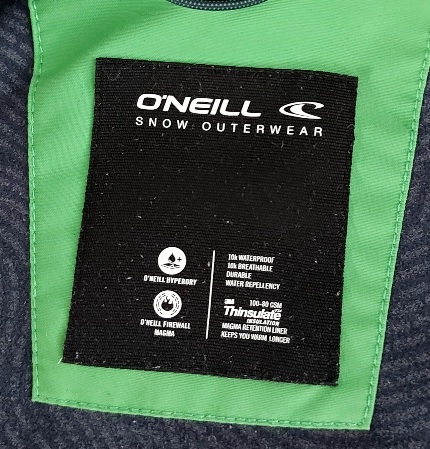 O'NEILL
SNOW OUTERWEAR
O'NEILL HYPERDRY
10K WATERPROOF
10K BREATHABLE
DURABLE
WATER REPELLENCY
O'NEILL FIREWALL
MAGMA
3M 100-80 GSM
Thinsulate
INSULATION
MAGMA RETENTION LINER
KEEPS YOU WARM LONGER